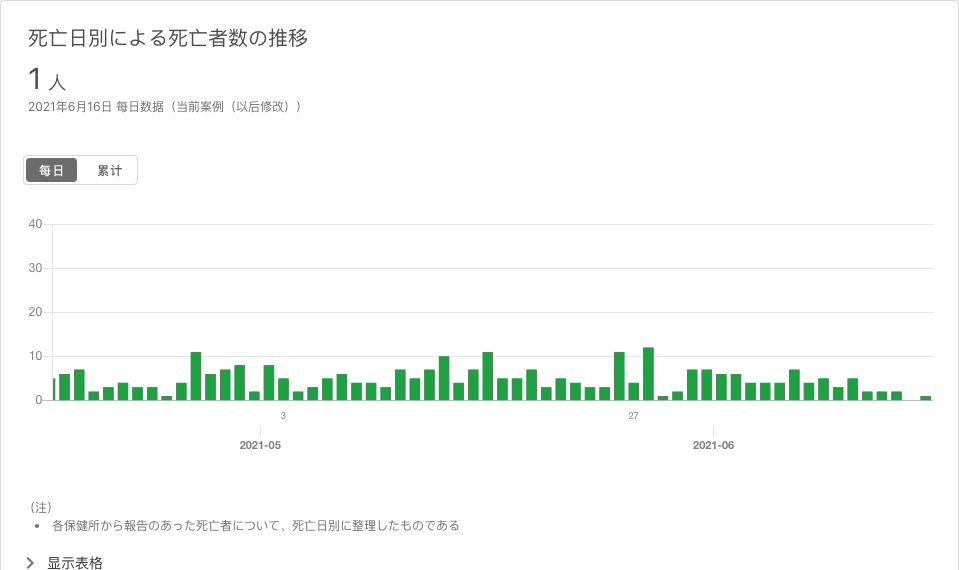 死亡日別による死亡者数の推移
1 人
2021年6月16日 每日数据（当前案例（以后修改））
每日 累计
40
30
20
10
0
3 27
2021-05 2021-06
（注）
• 各保健所から報告のあった死亡者について、死亡日別に整理したものである
显示表格